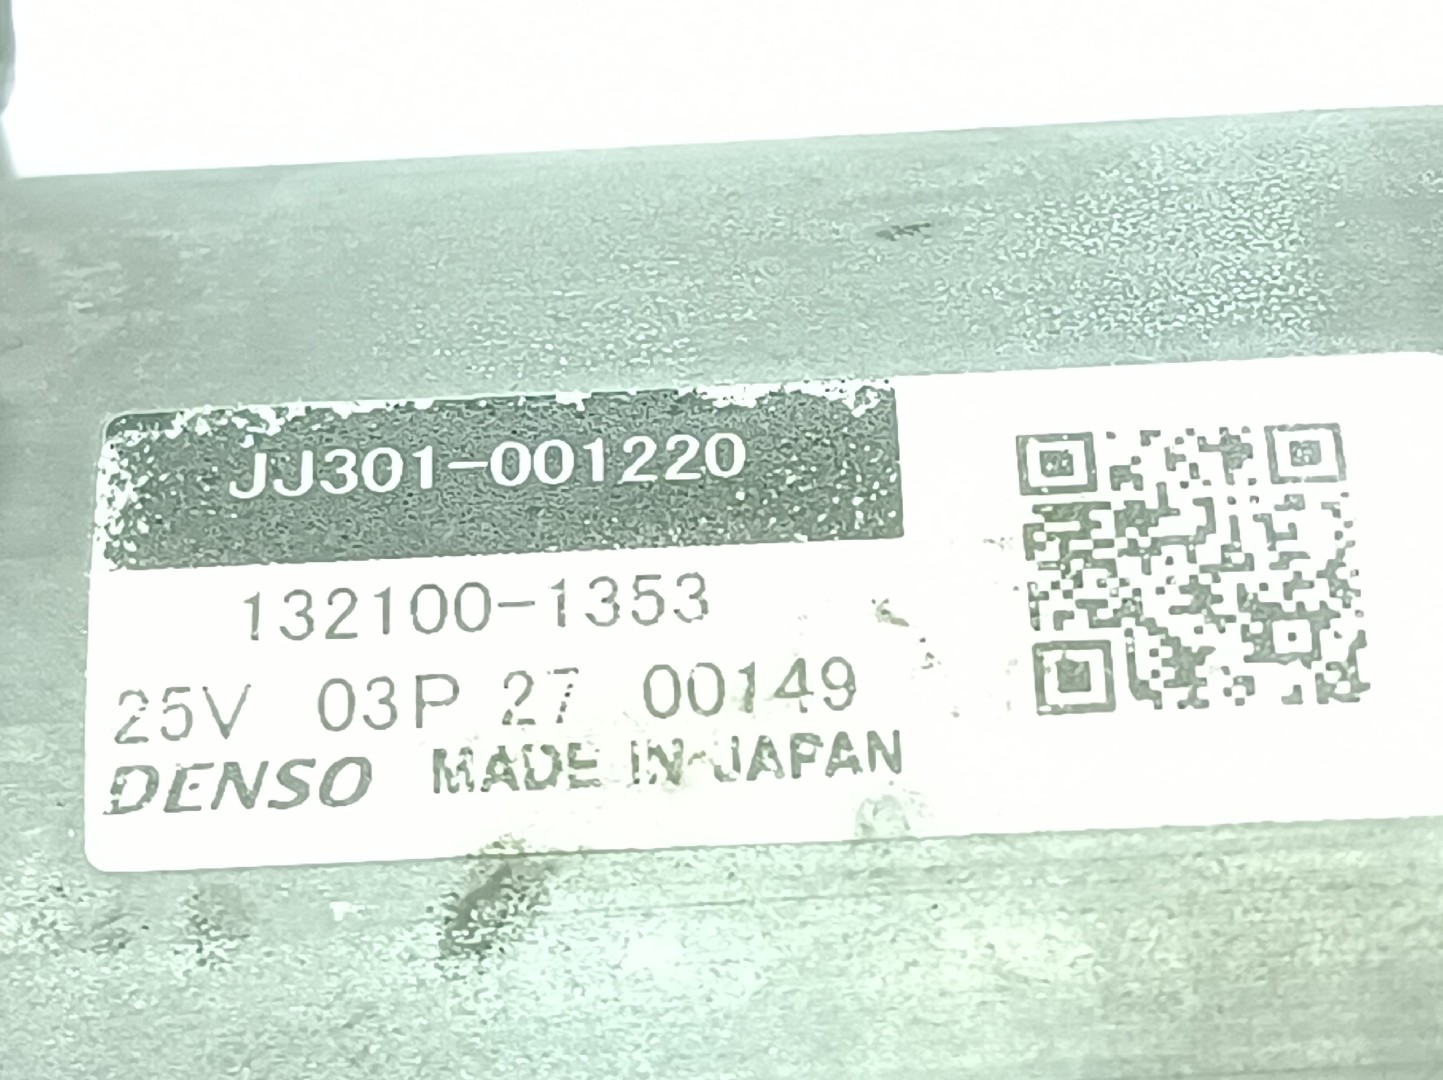 JJ301-001220
132100-1353
25V 03P 27 00149
DENSO MADE IN JAPAN